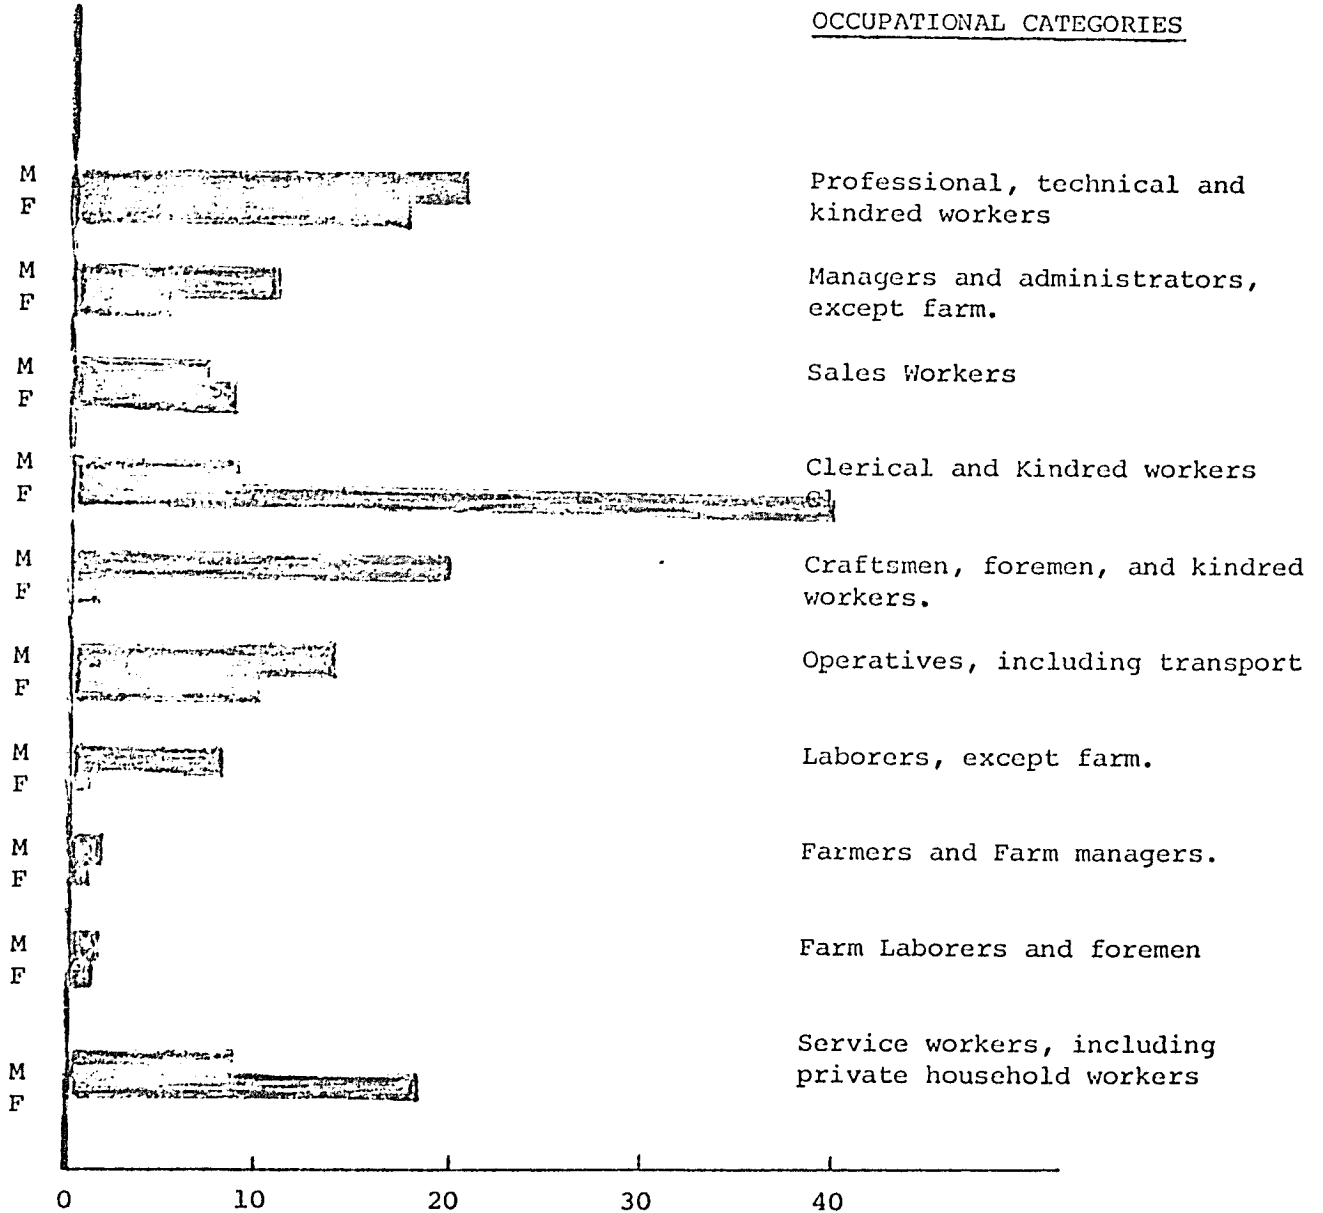 OCCUPATIONAL CATEGORIES
M
F
Professional, technical and
kindred workers
M
F
Managers and administrators,
except farm.
M
F
Sales Workers
M
F
Clerical and Kindred workers
Cl
M
F
Craftsmen, foremen, and kindred
workers.
M
F
Operatives, including transport
M
F
Laborers, except farm.
M
F
Farmers and Farm managers.
M
F
Farm Laborers and foremen
M
F
Service workers, including
private household workers
0 10 20 30 40